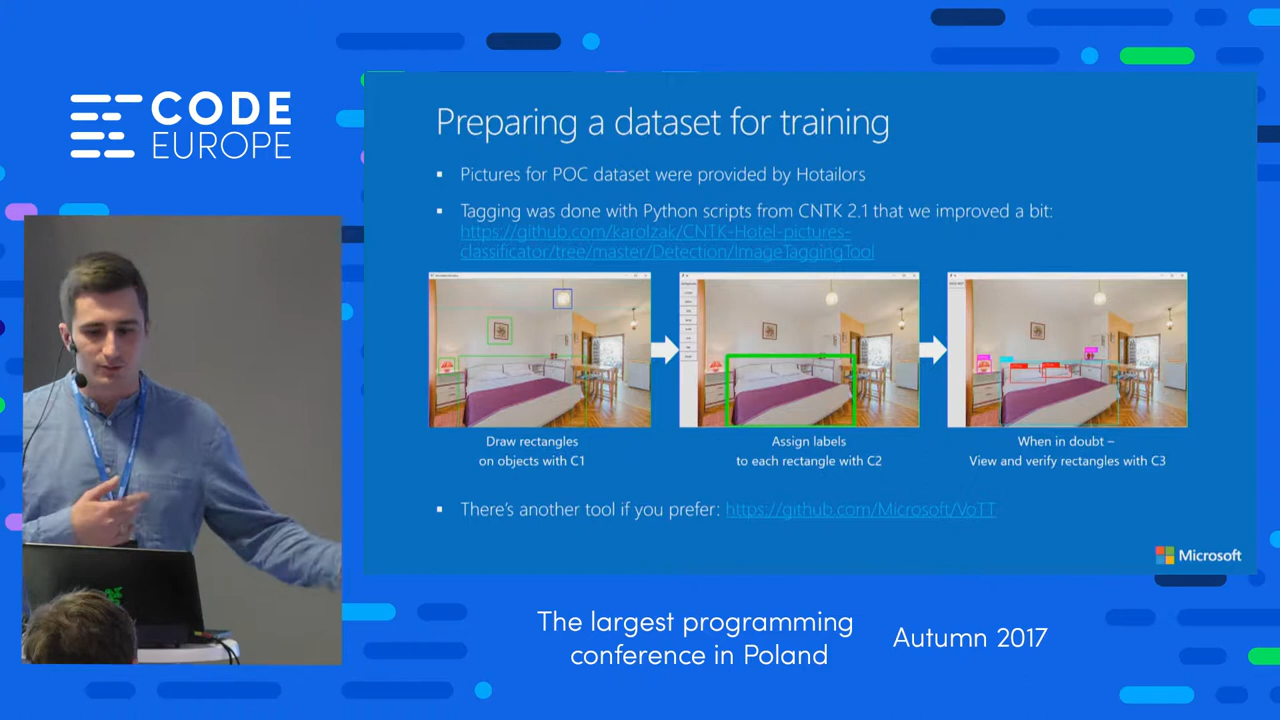 CODE
EUROPE
Preparing a dataset for training
Pictures for POC dataset were provided by Hotailors
Tagging was done with Python scripts from CNTK 2.1 that we improved a bit:
https://github.com/karolzak/CNTK-Hotel-pictures-
classificator/tree/master/Detection/ImageTaggingTool
Draw rectangles
on objects with C1
Assign labels
to each rectangle with C2
When in doubt –
View and verify rectangles with C3
There's another tool if you prefer: https://github.com/Microsoft/VoTT
Microsoft
The largest programming
conference in Poland
Autumn 2017